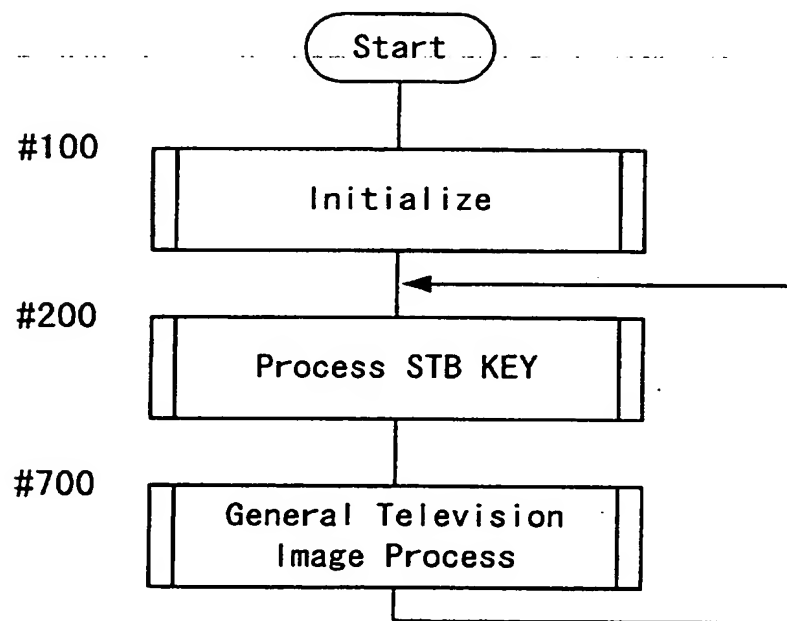 Start
#100
Initialize
#200
Process STB KEY
#700
General Television
Image Process